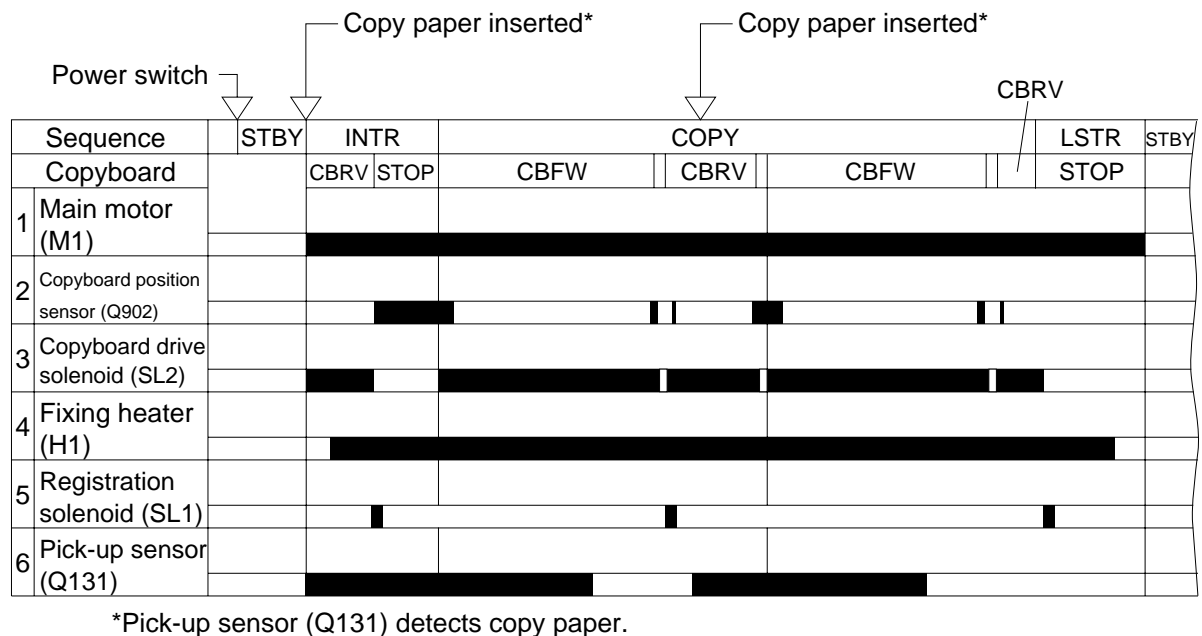 Copy paper inserted*
Copy paper inserted*
Power switch
CBRV
Sequence STBY INTR COPY LSTR STBY
Copyboard CBRV STOP CBFW CBRV CBFW STOP
1 Main motor
(M1)
2 Copyboard position
sensor (Q902)
3 Copyboard drive
solenoid (SL2)
4 Fixing heater
(H1)
5 Registration
solenoid (SL1)
6 Pick-up sensor
(Q131)
*Pick-up sensor (Q131) detects copy paper.